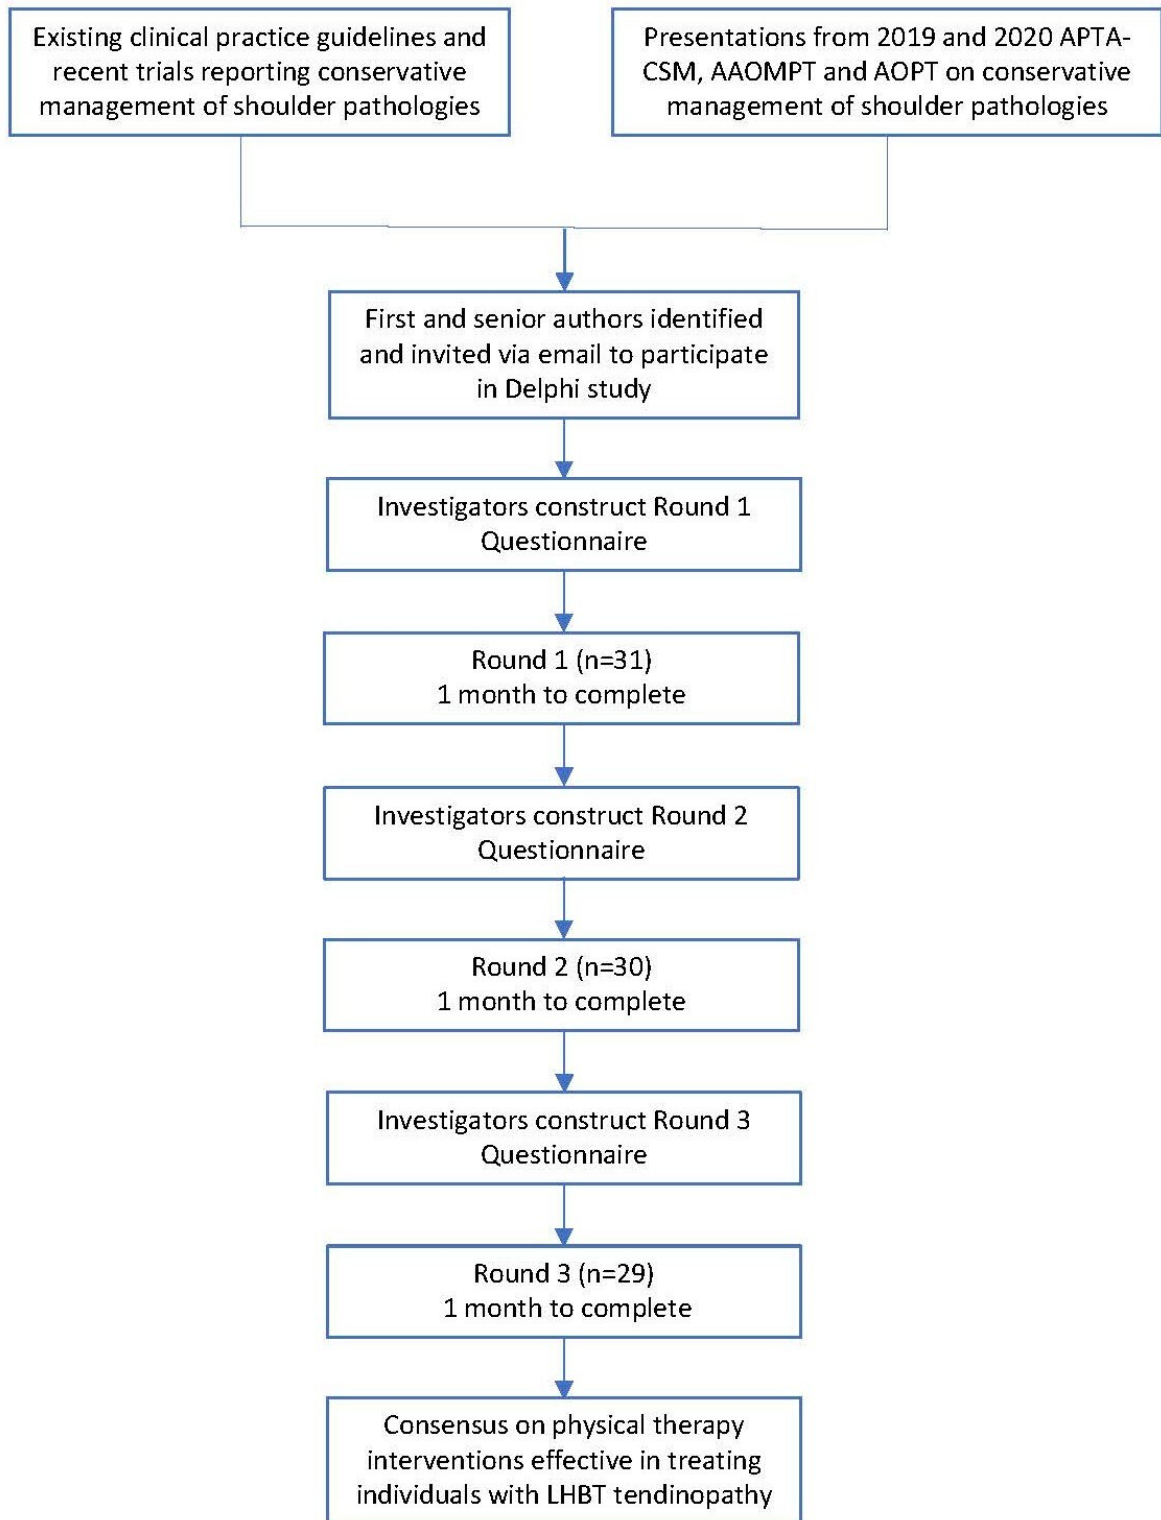 Existing clinical practice guidelines and
recent trials reporting conservative
management of shoulder pathologies
Presentations from 2019 and 2020 APTA-
CSM, AAOMPT and AOPT on conservative
management of shoulder pathologies
First and senior authors identified
and invited via email to participate
in Delphi study
Investigators construct Round 1
Questionnaire
Round 1 (n=31)
1 month to complete
Investigators construct Round 2
Questionnaire
Round 2 (n=30)
1 month to complete
Investigators construct Round 3
Questionnaire
Round 3 (n=29)
1 month to complete
Consensus on physical therapy
interventions effective in treating
individuals with LHBT tendinopathy